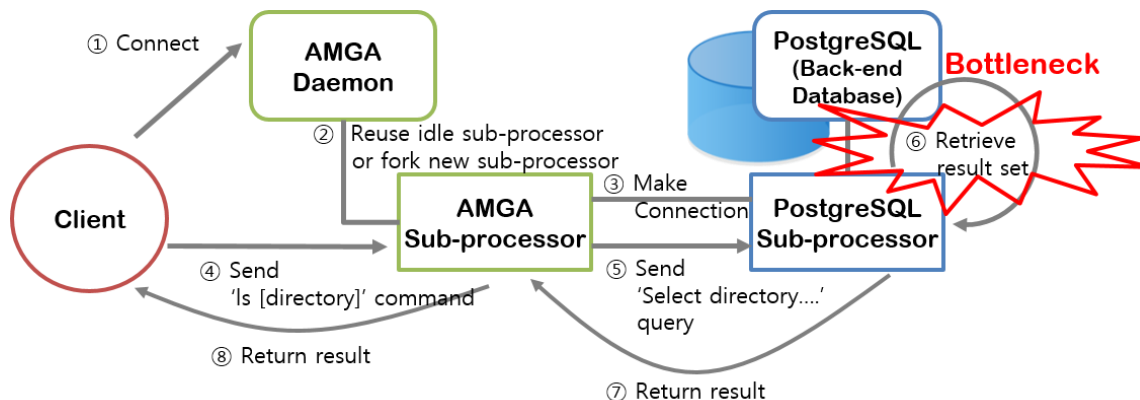 ① Connect
AMGA
Daemon
PostgreSQL
(Back-end
Database)
Bottleneck
② Reuse idle sub-processor
or fork new sub-processor
⑥ Retrieve
result set
③ Make
Connection
Client
AMGA
Sub-processor
PostgreSQL
Sub-processor
④ Send
‘ls [directory]’ command
⑤ Send
‘Select directory....’
query
⑧ Return result
⑦ Return result